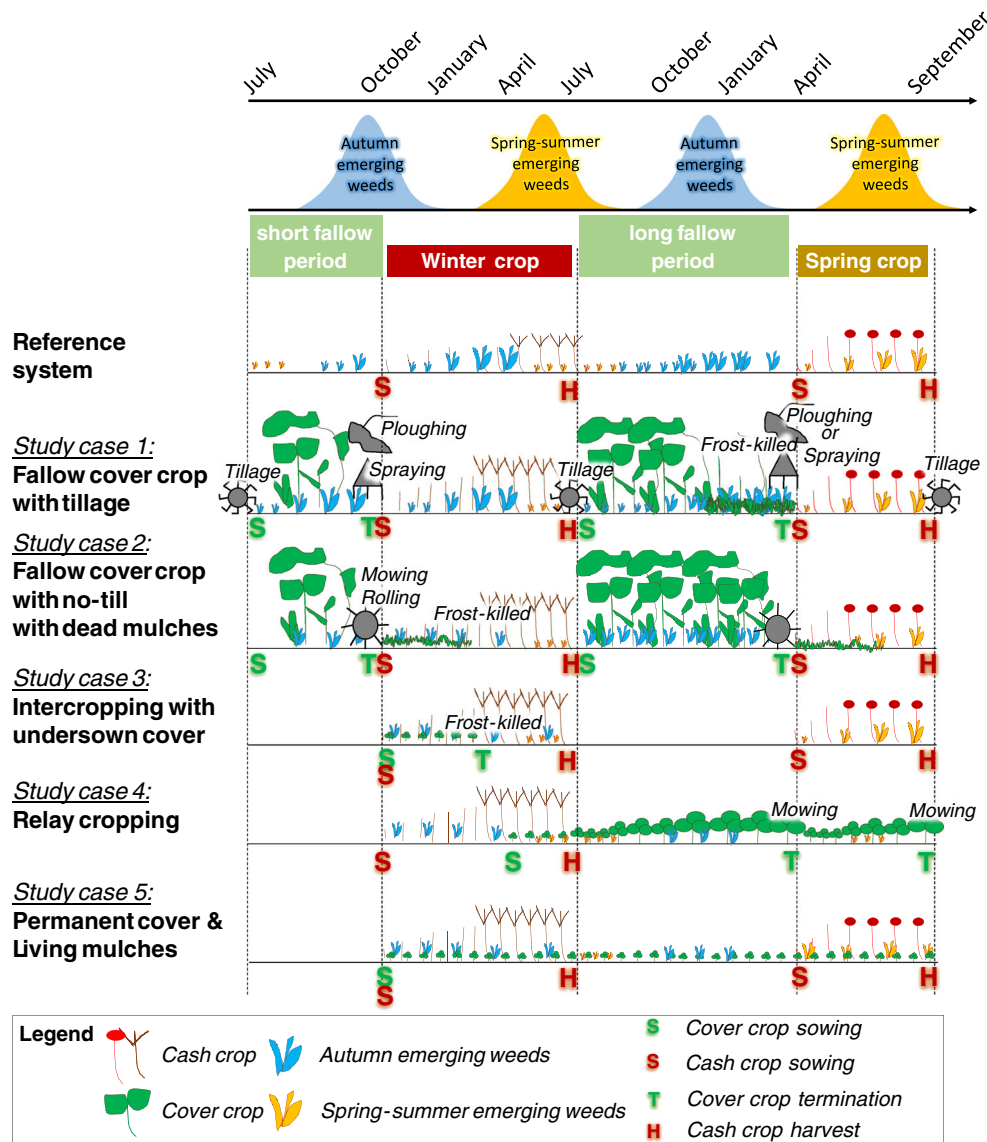 July
October
January
April
July
October
January
April
September
Autumn
emerging
weeds
Spring-summer
emerging
weeds
Autumn
emerging
weeds
Spring-summer
emerging
weeds
short fallow
period
Winter crop
long fallow
period
Spring crop
Reference
system
S
H
S
H
Study case 1:
Fallow cover crop
with tillage
Tillage
Ploughing
Spraying
Tillage
Frost-killed
Ploughing
or
Spraying
Tillage
S
T
S
H
S
T
S
H
Study case 2:
Fallow cover crop
with no-till
with dead mulches
Mowing
Rolling
Frost-killed
S
T
S
H
S
T
S
H
Study case 3:
Intercropping with
undersown cover
Frost-killed
S
S
T
H
S
H
Study case 4:
Relay cropping
Mowing
Mowing
S
S
H
T
T
Study case 5:
Permanent cover &
Living mulches
S
S
H
S
H
Legend
Cash crop
Autumn emerging weeds
Cover crop
Spring-summer emerging weeds
S Cover crop sowing
S Cash crop sowing
T Cover crop termination
H Cash crop harvest